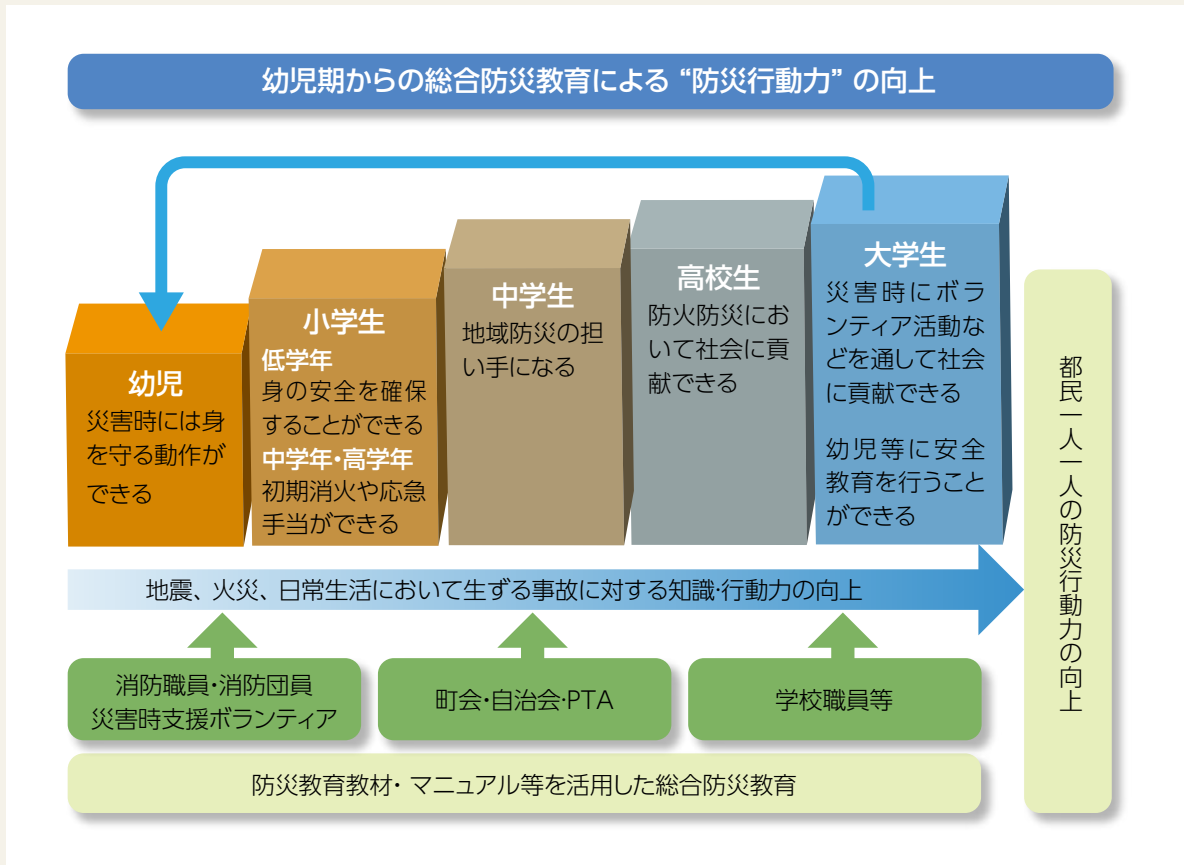 幼児期からの総合防災教育による “防災行動力” の向上
幼児
災害時には身
を守る動作が
できる
小学生
低学年
身の安全を確保
することができる
中学年・高学年
初期消火や応急
手当ができる
中学生
地域防災の担
い手になる
高校生
防火防災にお
いて社会に貢
献できる
大学生
災害時にボラ
ンティア活動な
どを通して社会
に貢献できる
幼児等に安全
教育を行うこと
ができる
地震、火災、日常生活において生ずる事故に対する知識・行動力の向上
消防職員・消防団員
災害時支援ボランティア
町会・自治会・PTA
学校職員等
防災教育教材・ マニュアル等を活用した総合防災教育
都民一人一人の防災行動力の向上